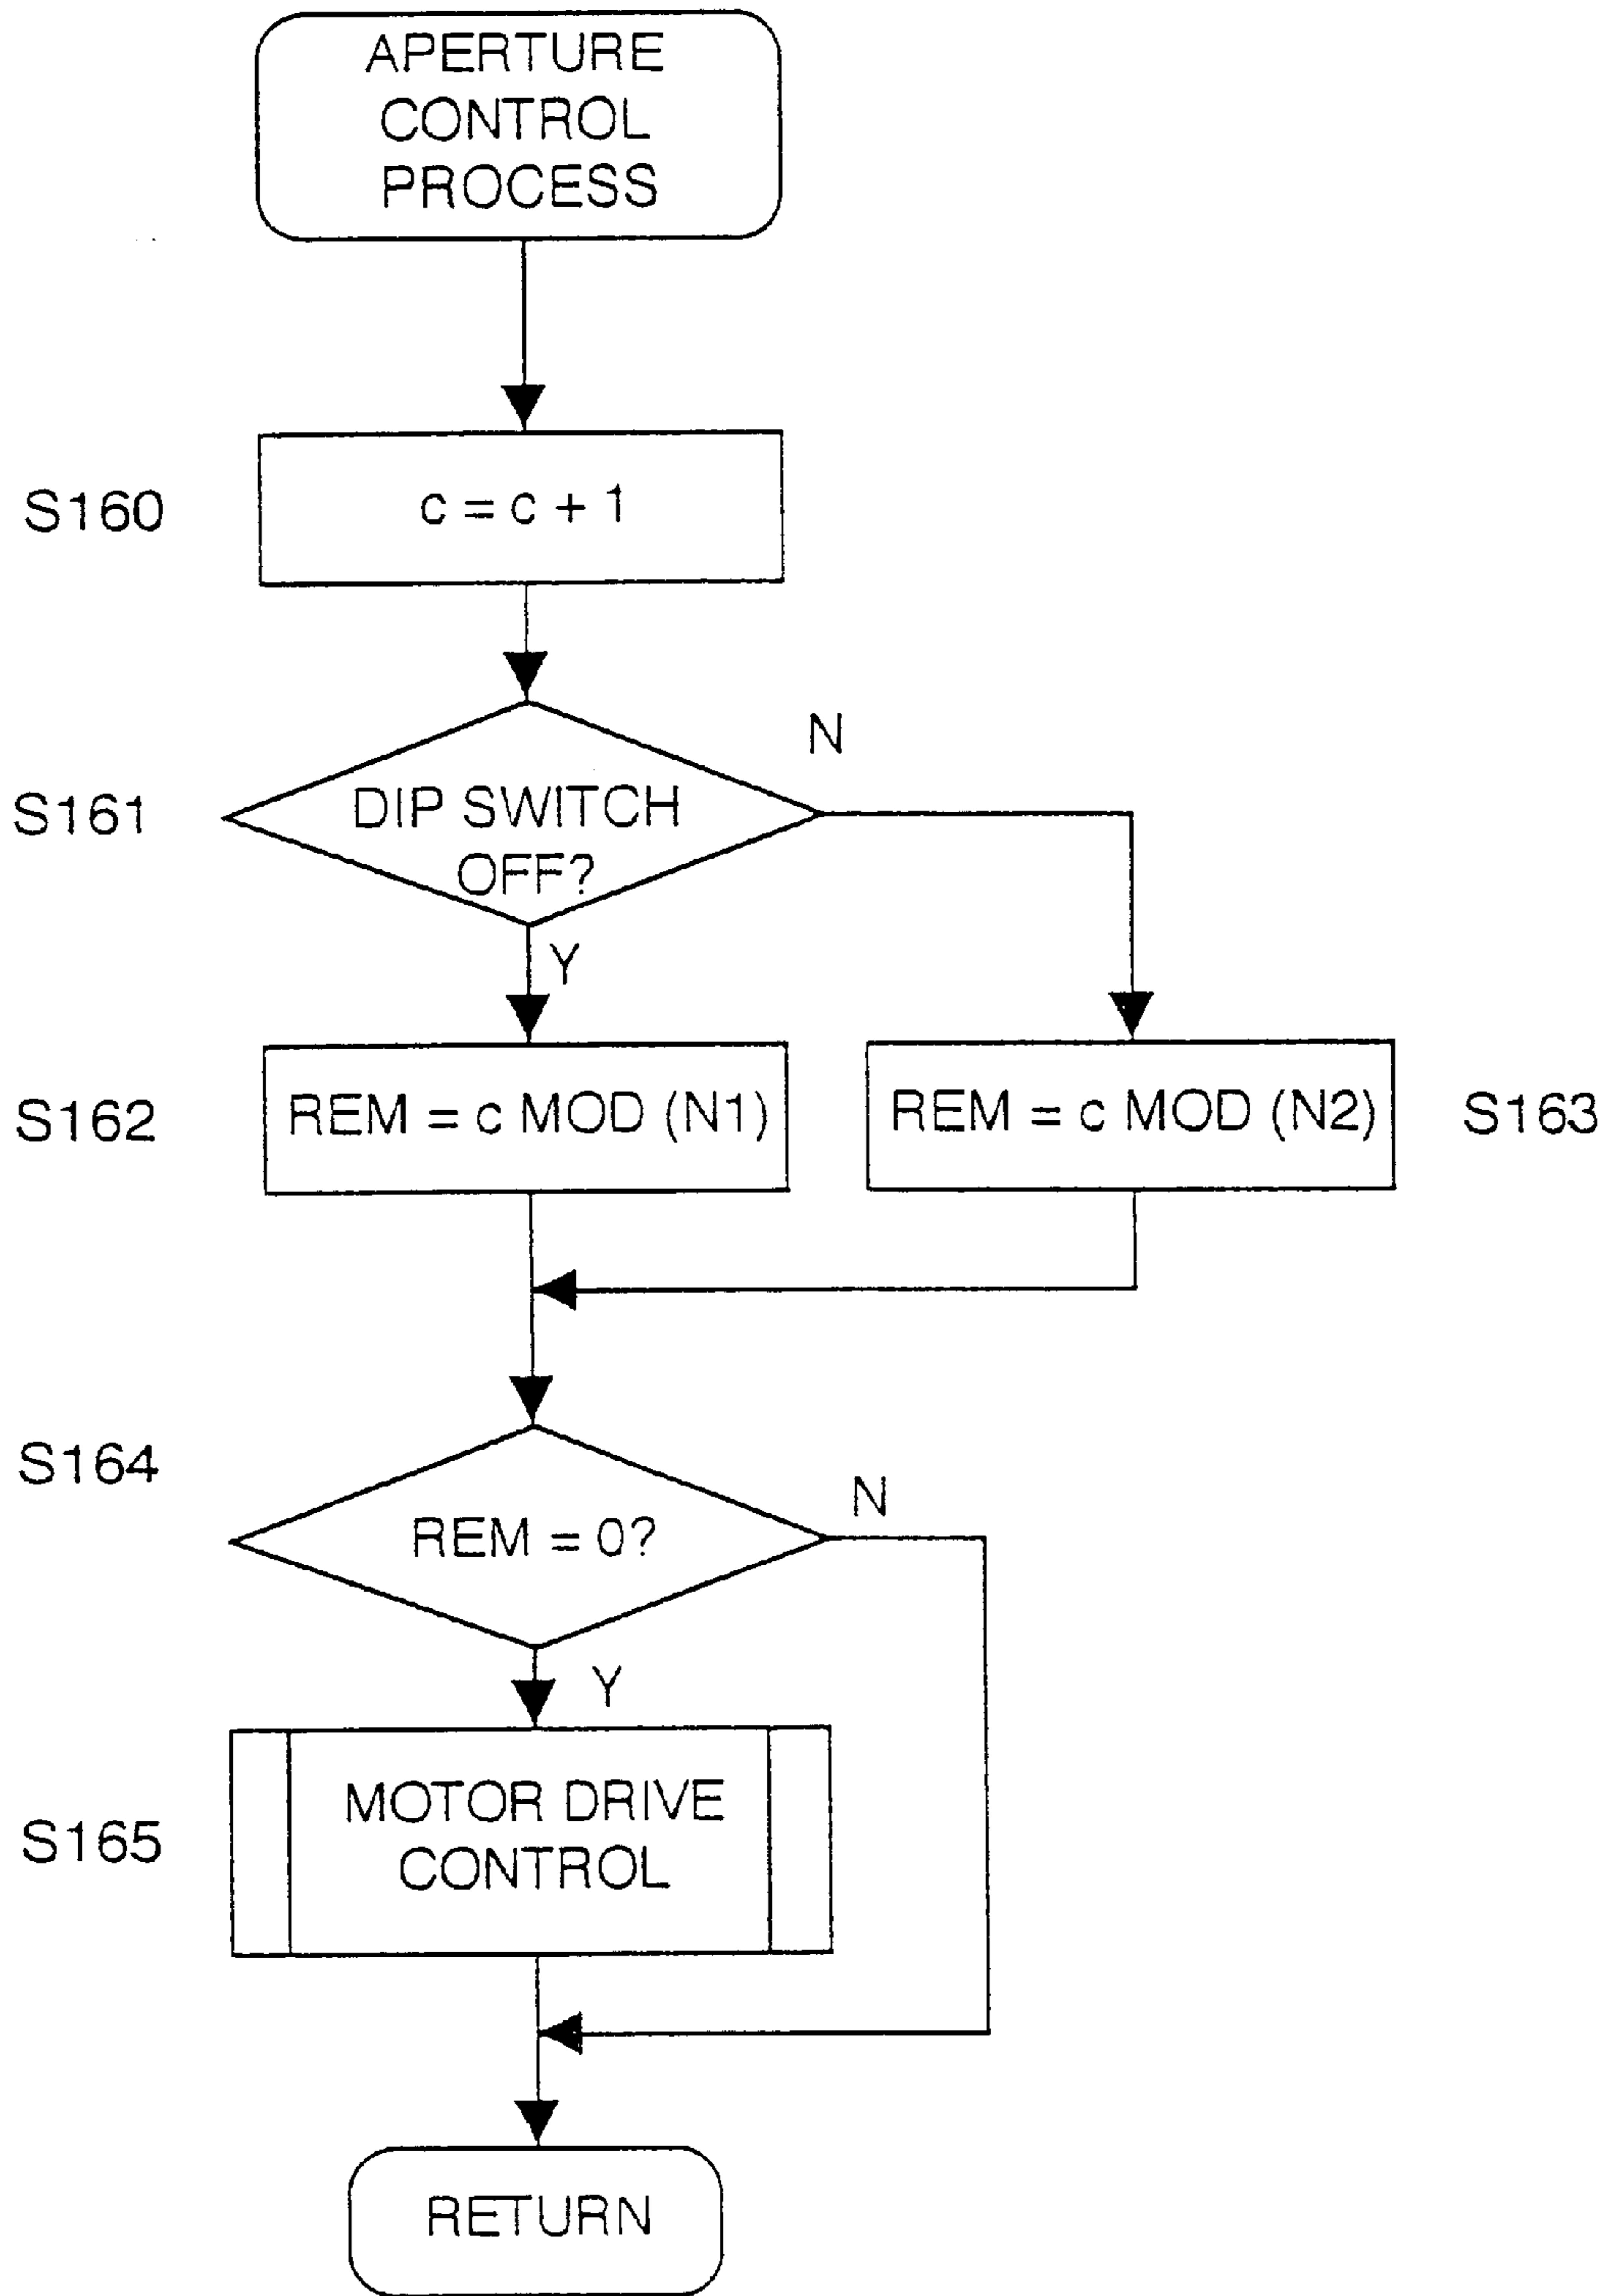 APERTURE
CONTROL
PROCESS
S160
c = c + 1
N
S161
DIP SWITCH
OFF?
Y
S162
REM = c MOD (N1)
REM = c MOD (N2)
S163
S164
N
REM = 0?
Y
S165
MOTOR DRIVE
CONTROL
RETURN